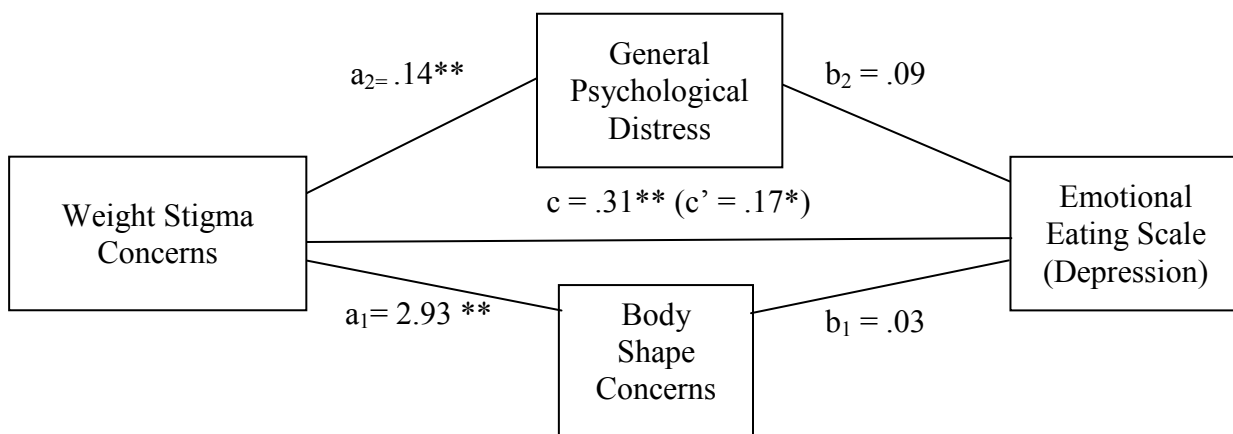 General
Psychological
Distress
a₂= .14**
b₂ = .09
Weight Stigma
Concerns
c = .31** (c’ = .17*)
Emotional
Eating Scale
(Depression)
a₁= 2.93 **
Body
Shape
Concerns
b₁ = .03